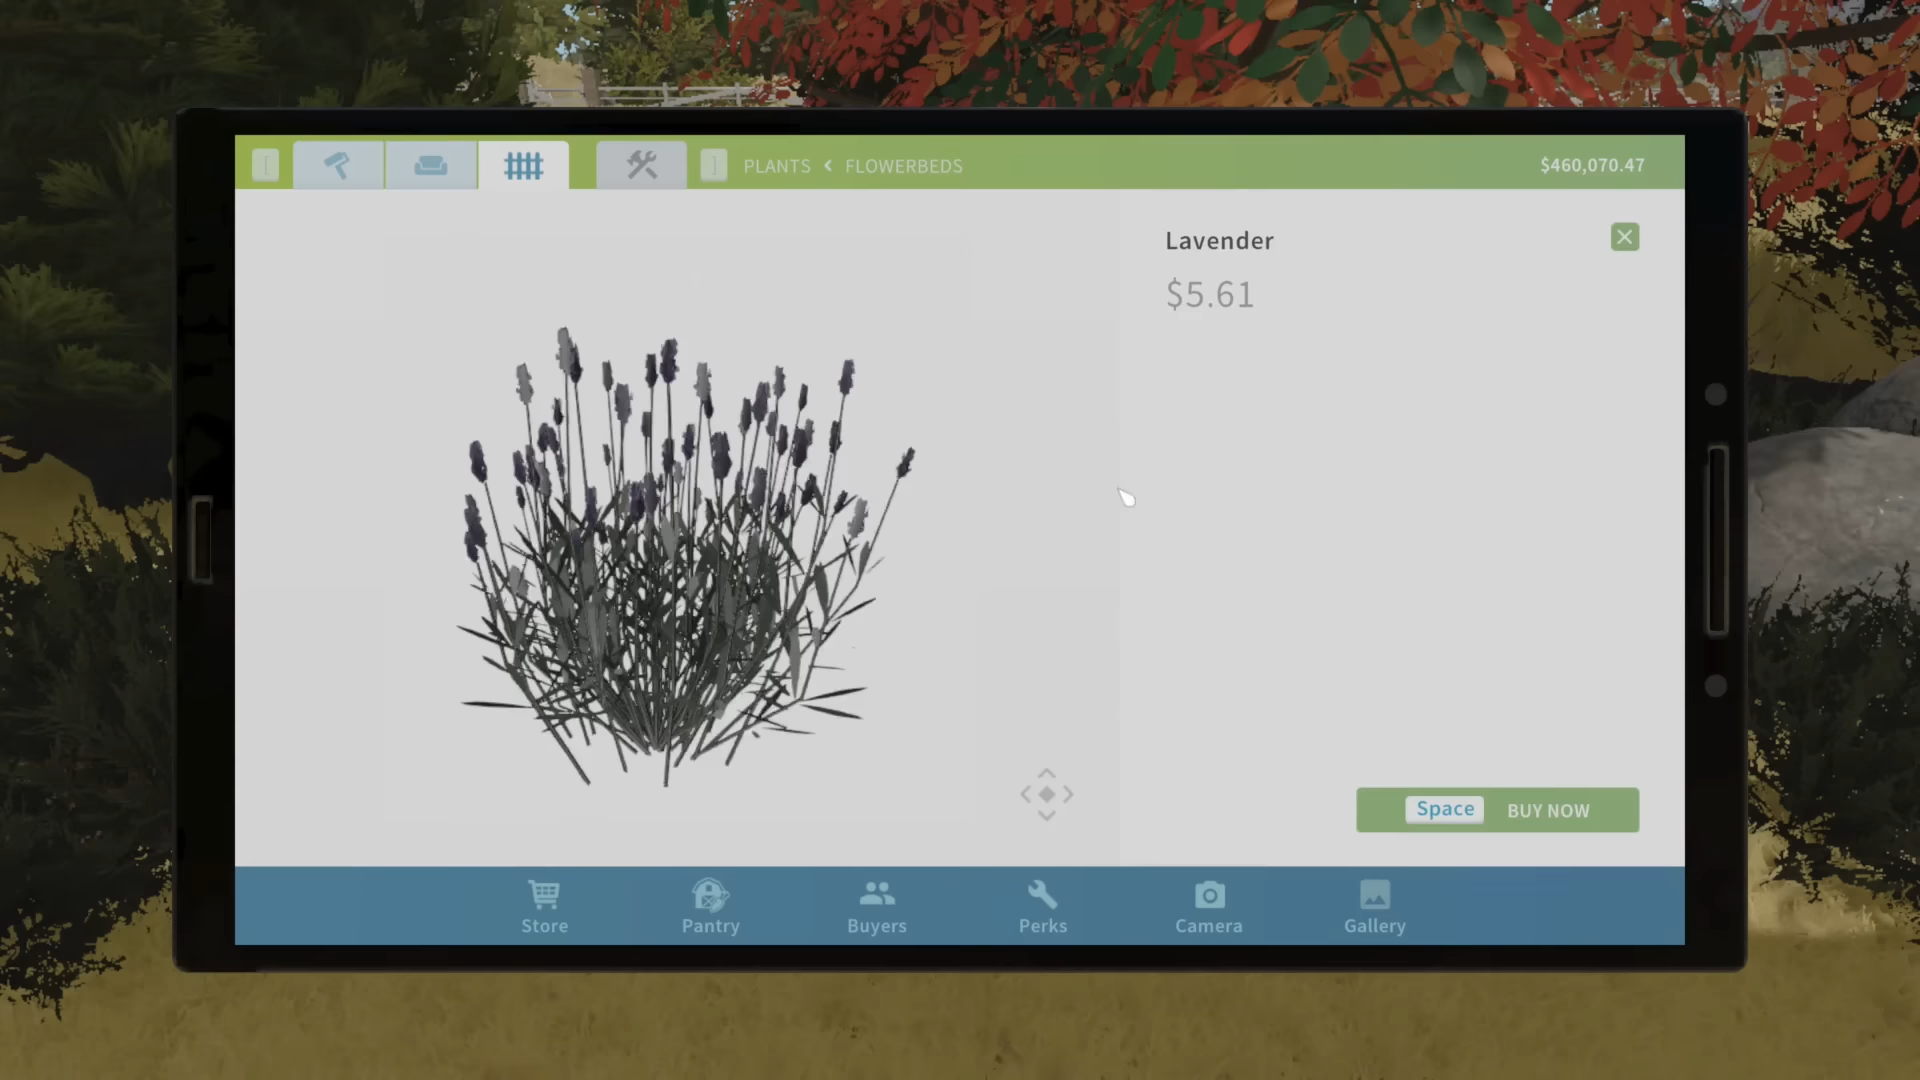 [
]
PLANTS < FLOWERBEDS
$460,070.47
Lavender
$5.61
Space BUY NOW
Store
Pantry
Buyers
Perks
Camera
Gallery